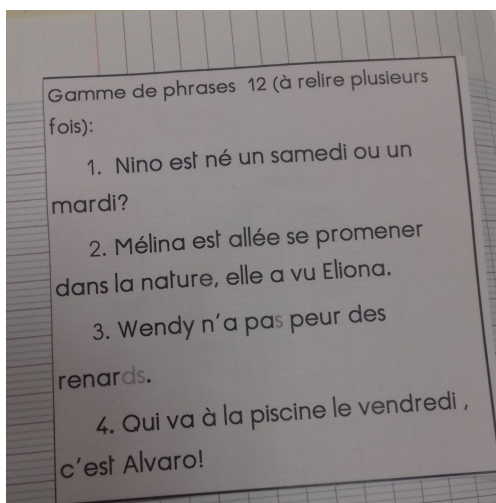 Gamme de phrases 12 (à relire plusieurs
fois):
1. Nino est né un samedi ou un
mardi?
2. Mélina est allée se promener
dans la nature, elle a vu Eliona.
3. Wendy n'a pas peur des
renards.
4. Qui va à la piscine le vendredi ,
c'est Alvaro!